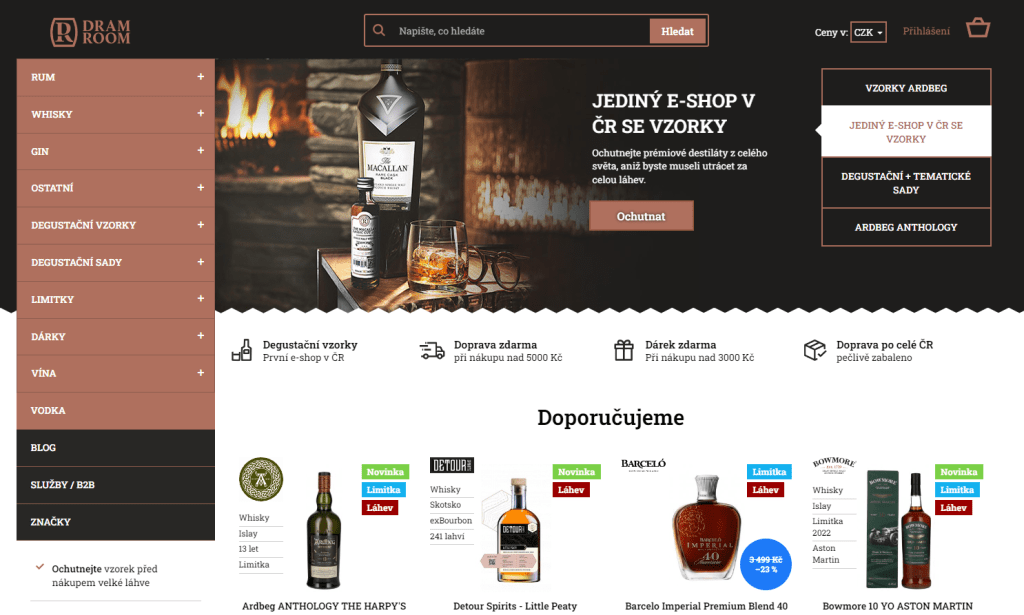 DRAM
ROOM
Napište, co hledáte
Hledat
Ceny v: CZK
Přihlášení
RUM +
WHISKY +
GIN +
OSTATNÍ +
DEGUSTAČNÍ VZORKY +
DEGUSTAČNÍ SADY +
LIMITKY +
DÁRKY +
VÍNA +
VODKA
BLOG
SLUŽBY / B2B
ZNAČKY
Ochutnejte vzorek před
nákupem velké láhve
MACALLAN
JEDINÝ E-SHOP V
ČR SE VZORKY
Ochutnejte prémiové destiláty z celého
světa, aniž byste museli utrácet za
celou láhev.
Ochutnat
VZORKY ARDBEG
JEDINÝ E-SHOP V ČR SE
VZORKY
DEGUSTAČNÍ + TEMATICKÉ
SADY
ARDBEG ANTHOLOGY
Degustační vzorky
První e-shop v ČR
Doprava zdarma
při nákupu nad 5000 Kč
Dárek zdarma
Při nákupu nad 3000 Kč
Doprava po celé ČR
pečlivě zabaleno
Doporučujeme
Whisky
Islay
13 let
Limitka
Novinka
Limitka
Láhev
Ardbeg ANTHOLOGY THE HARPY'S
DETOUR
Whisky
Skotsko
exBourbon
241 lahví
Novinka
Láhev
DETOUR
Detour Spirits - Little Peaty
BARCELÓ
Limitka
Láhev
BARCELÓ
IMPERIAL
40
3 499 Kč
–23 %
Barcelo Imperial Premium Blend 40
BOWMORE
Whisky
Islay
Limitka
2022
Aston
Martin
Novinka
Limitka
Láhev
BOWMORE
Bowmore 10 YO ASTON MARTIN